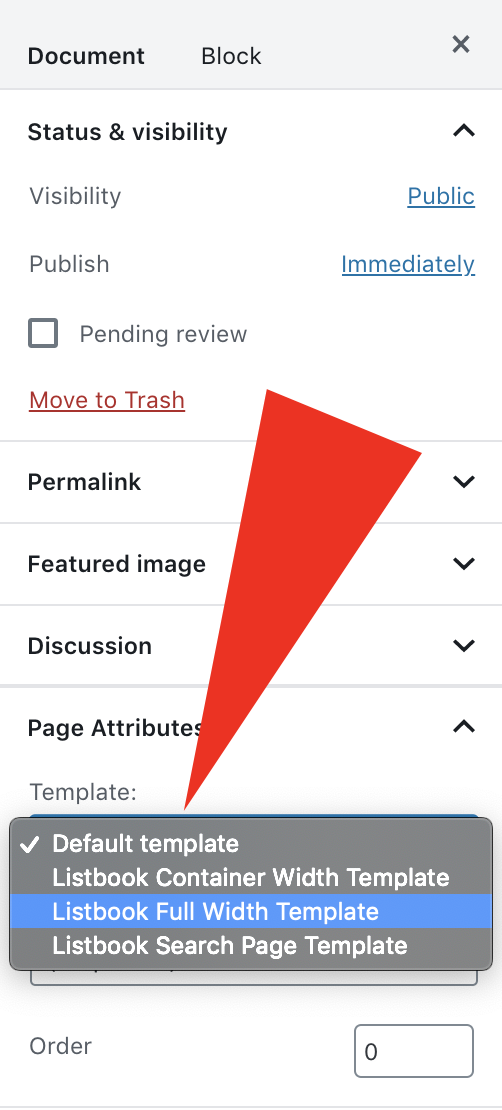 Document Block
Status & visibility
Visibility Public
Publish Immediately
Pending review
Move to Trash
Permalink
Featured image
Discussion
Page Attributes
Template:
Default template
Listbook Container Width Template
Listbook Full Width Template
Listbook Search Page Template
Order 0